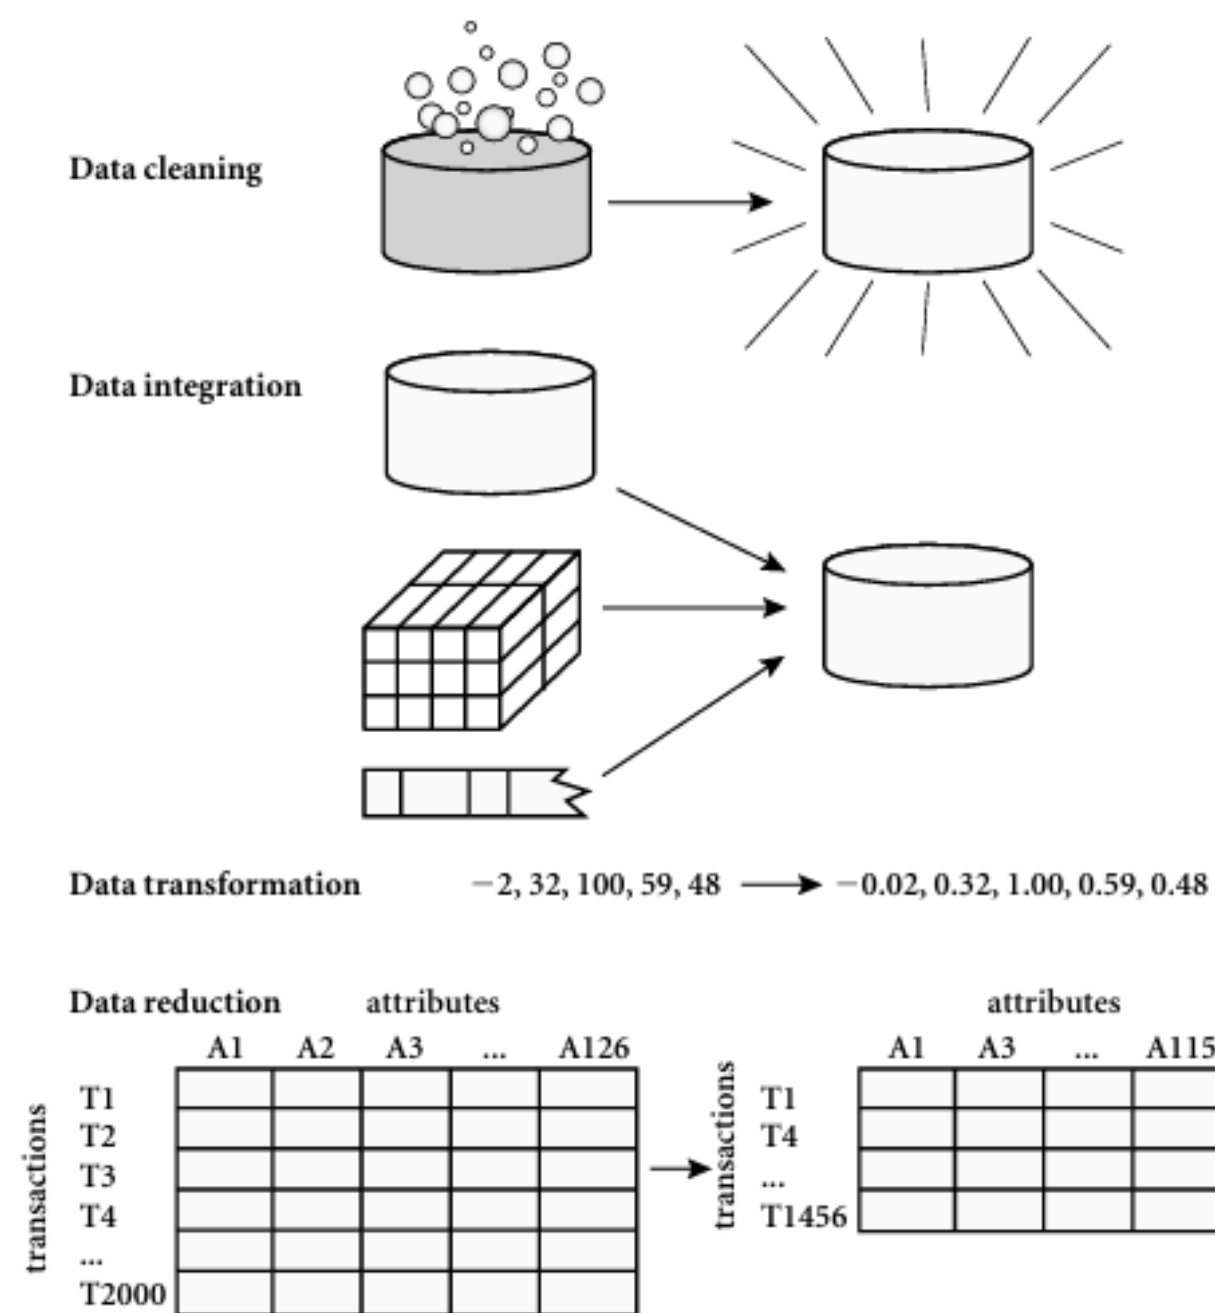 Data cleaning
Data integration
Data transformation −2, 32, 100, 59, 48 −0.02, 0.32, 1.00, 0.59, 0.48
Data reduction attributes
A1 A2 A3 ... A126
transactions
T1
T2
T3
T4
...
T2000
attributes
A1 A3 ... A115
transactions
T1
T4
...
T1456